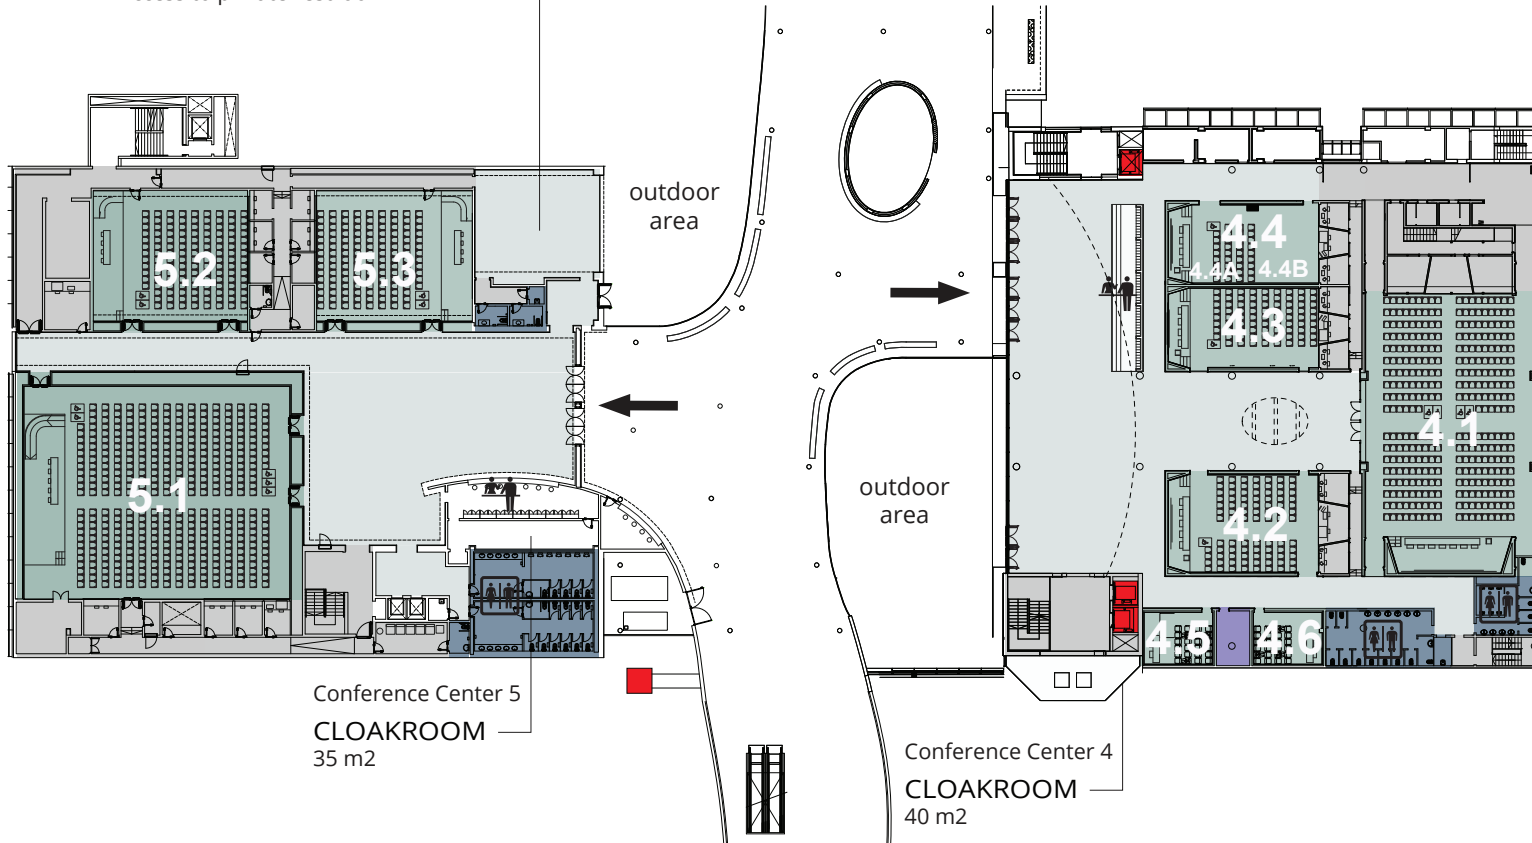 outdoor
area
5.2
5.3
4.4
4.4A
4.4B
4.3
4.1
5.1
outdoor
area
4.2
4.5
4.6
Conference Center 5
CLOAKROOM
35 m2
Conference Center 4
CLOAKROOM
40 m2